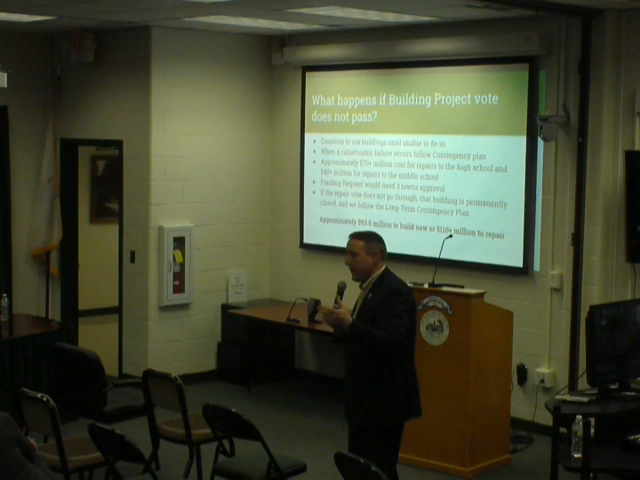 What happens if Building Project vote
does not pass?
Continue to use buildings until unable to do so
When a catastrophic failure occurs follow Contingency plan
Approximately $70+ million cost for repairs to the high school and
$40+ million for repairs to the middle school
Funding Request would need 3 towns approval
If the repair vote does not go through, that building is permanently
closed, and we follow the Long-Term Contingency Plan
Approximately million to build new or $110+ million to repair